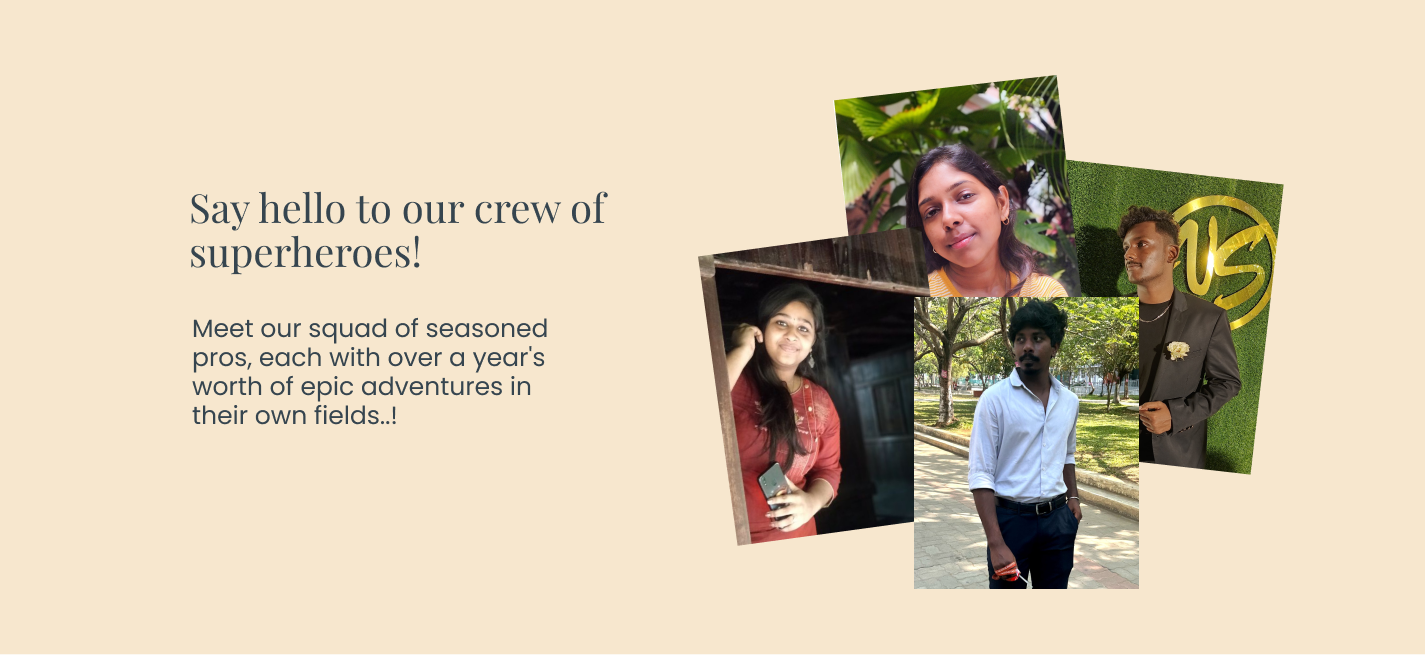 Say hello to our crew of
superheroes!
Meet our squad of seasoned
pros, each with over a year's
worth of epic adventures in
their own fields..!